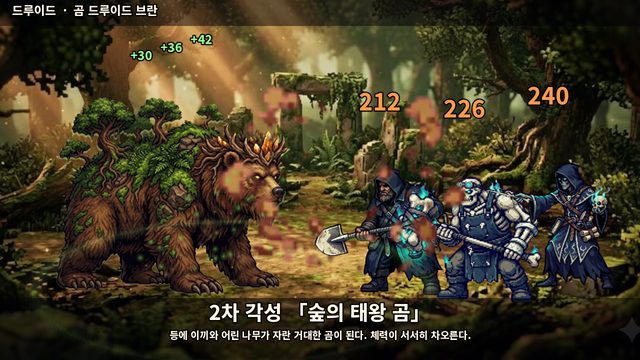 드루이드 · 곰 드루이드 브란
+30 +36 +42
212 226 240
2차 각성 「숲의 태왕 곰」
등에 이끼와 어린 나무가 자란 거대한 곰이 된다. 체력이 서서히 차오른다.